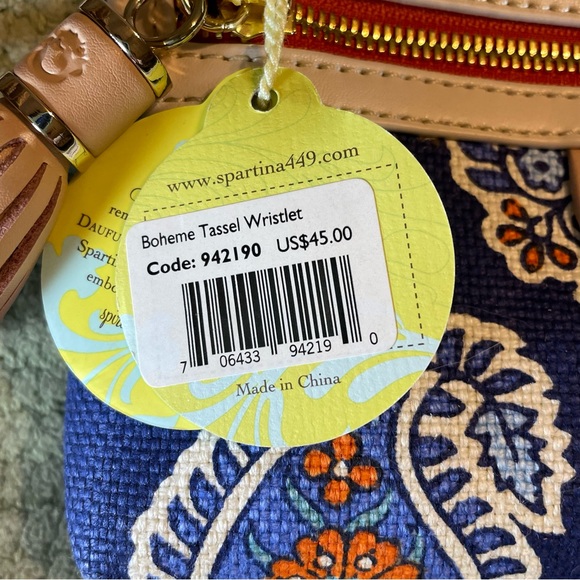 www.spartina449.com
Boheme Tassel Wristlet
Code: 942190 US$45.00
7 06433 94219 0
Made in China